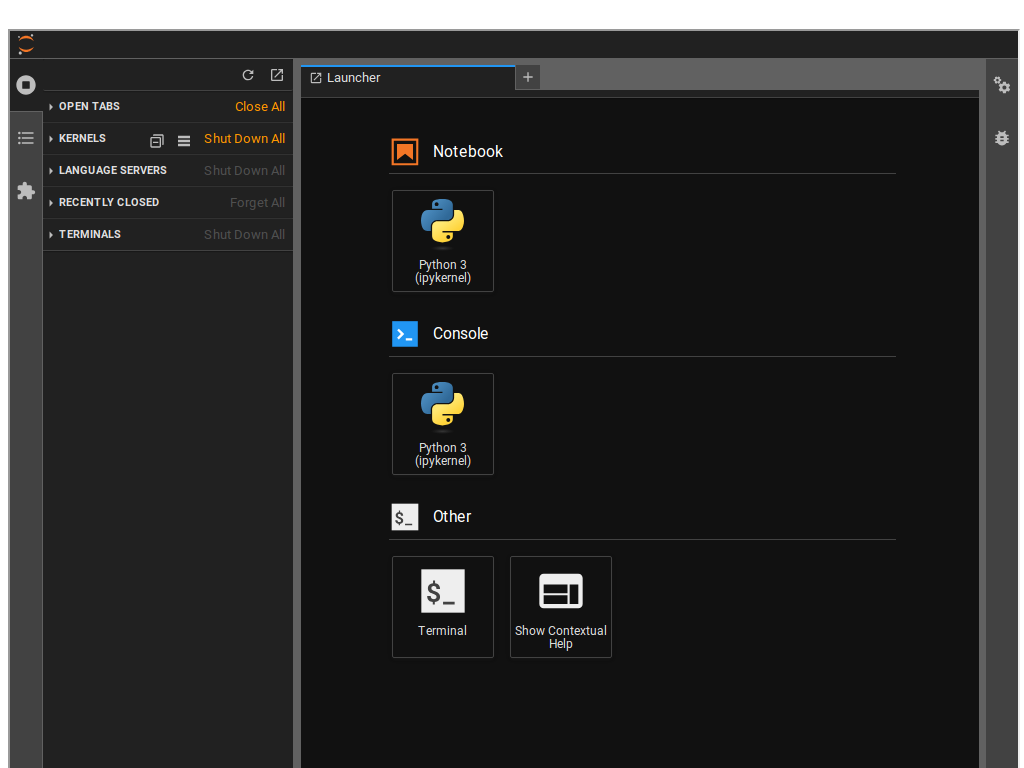 Launcher
OPEN TABS Close All
KERNELS Shut Down All
LANGUAGE SERVERS Shut Down All
RECENTLY CLOSED Forget All
TERMINALS Shut Down All
Notebook
Python 3
(ipykernel)
Console
Python 3
(ipykernel)
$_ Other
$_
Terminal
Show Contextual
Help